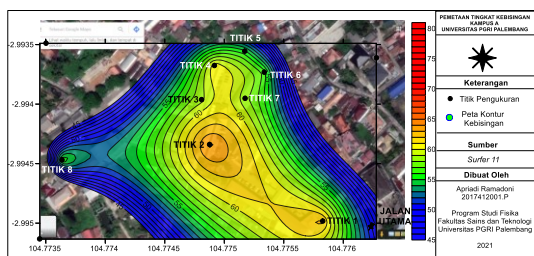 PEMETAAN TINGKAT KEBISINGAN
KAMPUS A
UNIVERSITAS PGRI PALEMBANG
-2.9935
-2.994
-2.9945
-2.995
104.7735
104.774
104.7745
104.775
104.7755
104.776
TITIK 5
TITIK 4
TITIK 6
TITIK 3
TITIK 7
TITIK 2
TITIK 8
TITIK 1
JALAN
UTAMA
60
60
80
75
70
65
60
55
50
45
Keterangan
Titik Pengukuran
Peta Kontur
Kebisingan
Sumber
Surfer 11
Dibuat Oleh
Apriadi Ramadoni
2017412001.P
Program Studi Fisika
Fakultas Sains dan Teknologi
Universitas PGRI Palembang
2021